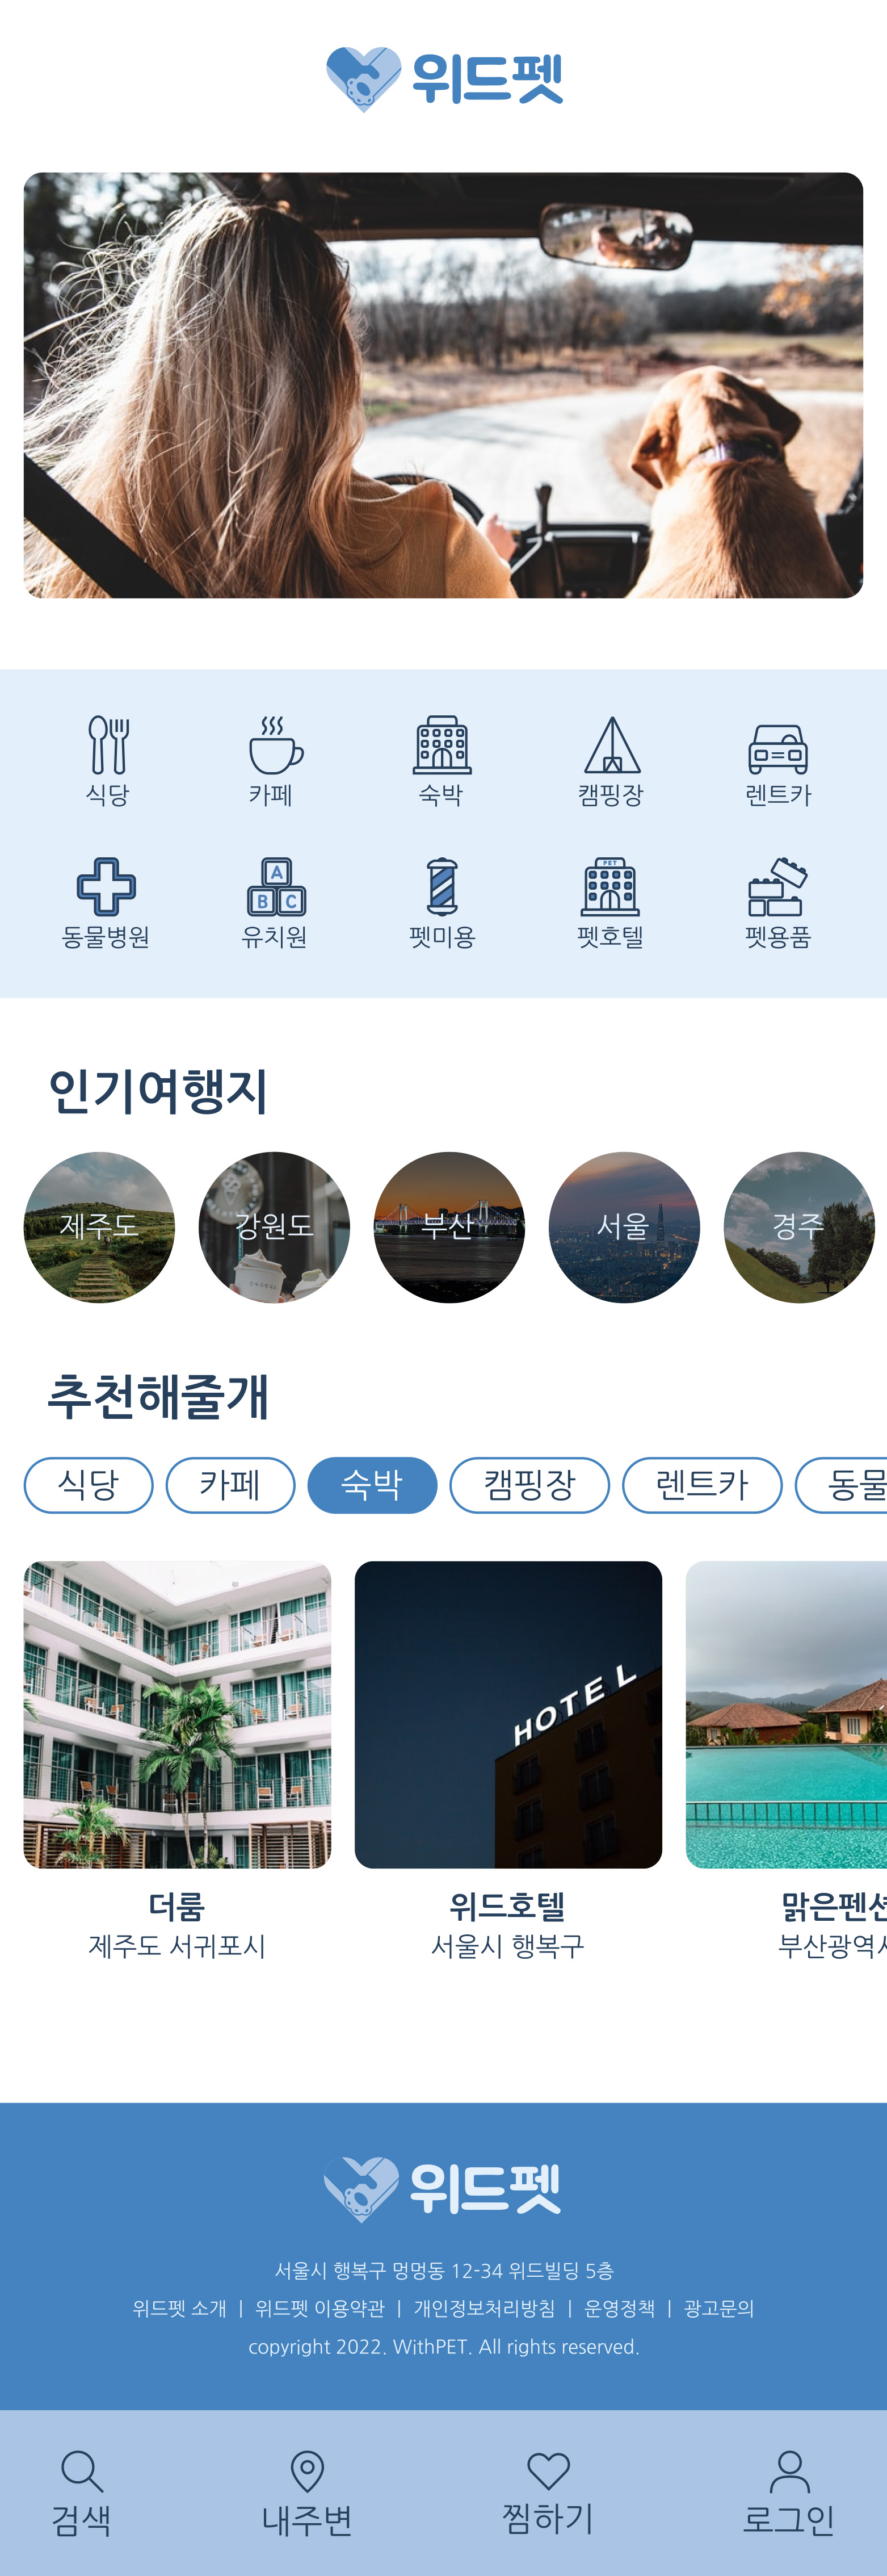 위드펫
식당 카페 숙박 캠핑장 렌트카
PET
A
B C
동물병원 유치원 펫미용 펫호텔 펫용품
인기여행지
제주도 강원도 부산 서울 경주
추천해줄개
식당 카페 숙박 캠핑장 렌트카 동물
HOTEL
더룸 위드호텔 맑은펜션
제주도 서귀포시 서울시 행복구 부산광역시
위드펫
서울시 행복구 멍멍동 12-34 위드빌딩 5층
위드펫 소개 | 위드펫 이용약관 | 개인정보처리방침 | 운영정책 | 광고문의
copyright 2022. WithPET. All rights reserved.
검색 내주변 찜하기 로그인